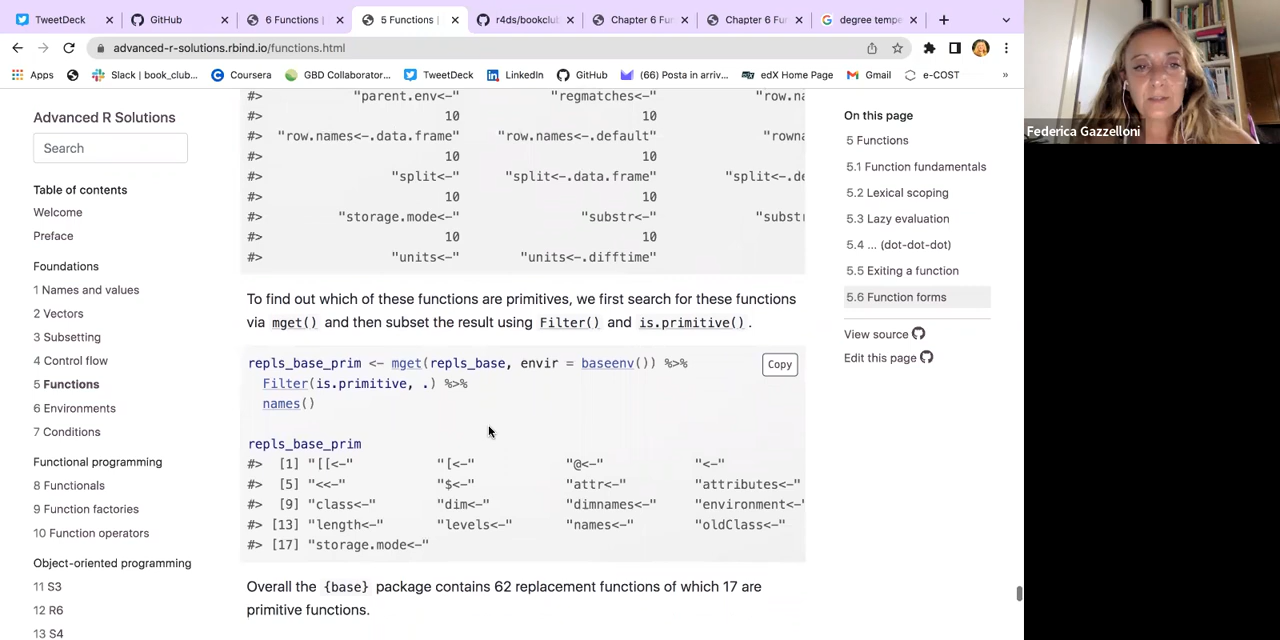 TweetDeck
GitHub
6 Functions |
5 Functions |
r4ds/bookclu
Chapter 6 Fu
Chapter 6 Fu
degree tempe
advanced-r-solutions.rbind.io/functions.html
Apps
Slack | book_club...
Coursera
GBD Collaborator...
TweetDeck
LinkedIn
GitHub
(66) Posta in arriv...
edX Home Page
Gmail
e-COST
»
Federica Gazzelloni
Advanced R Solutions
Search
Table of contents
Welcome
Preface
Foundations
1 Names and values
2 Vectors
3 Subsetting
4 Control flow
5 Functions
6 Environments
7 Conditions
Functional programming
8 Functionals
9 Function factories
10 Function operators
Object-oriented programming
11 S3
12 R6
13 S4
#> "parent.env<-" "regmatches<-" "row.na
#> 10 10
#> "row.names<-.data.frame" "row.names<-.default" "rowna
#> 10 10
#> "split<-" "split<-.data.frame" "split<-.de
#> 10 10
#> "storage.mode<-" "substr<-" "subst
#> 10 10
#> "units<-" "units<-.difftime"
To find out which of these functions are primitives, we first search for these functions
via mget() and then subset the result using Filter() and is.primitive().
repls_base_prim <- mget(repls_base, envir = baseenv()) %>%
Copy
Filter(is.primitive, .) %>%
names()
repls_base_prim
#> [1] "[[<-" "[<-" "@<-" "<-"
#> [5] "<<-" "$<-" "attr<-" "attributes<-"
#> [9] "class<-" "dim<-" "dimnames<-" "environment<-"
#> [13] "length<-" "levels<-" "names<-" "oldClass<-"
#> [17] "storage.mode<-"
Overall the {base} package contains 62 replacement functions of which 17 are
primitive functions.
On this page
5 Functions
5.1 Function fundamentals
5.2 Lexical scoping
5.3 Lazy evaluation
5.4 ... (dot-dot-dot)
5.5 Exiting a function
5.6 Function forms
View source
Edit this page